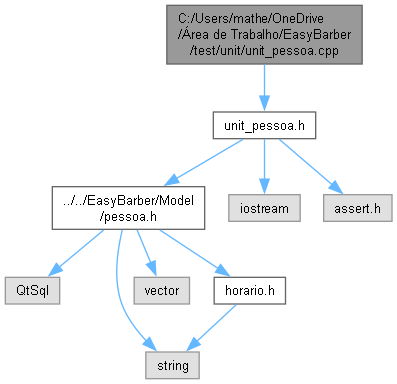 C:/Users/mathe/OneDrive
/Área de Trabalho/EasyBarber
/test/unit/unit_pessoa.cpp
unit_pessoa.h
../../EasyBarber/Model
/pessoa.h
iostream
assert.h
QtSql
vector
horario.h
string